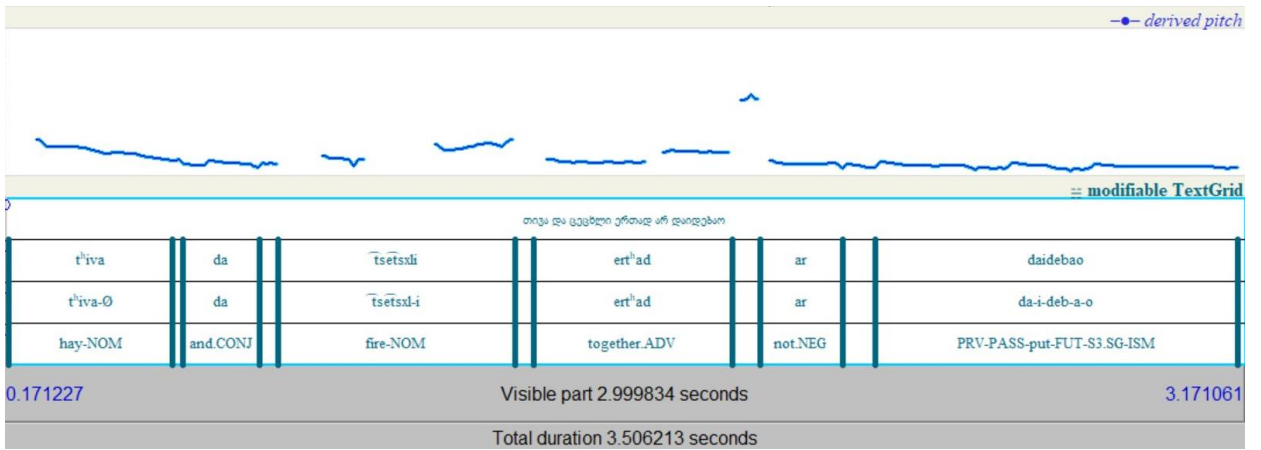 derived pitch
modifiable TextGrid
თივა და ცეცხლი ერთად არ დაიდებაო
tʰiva da t͡set͡sxli ertʰad ar daidebao
tʰiva-Ø da t͡set͡sxl-i ertʰad ar da-i-deb-a-o
hay-NOM and.CONJ fire-NOM together.ADV not.NEG PRV-PASS-put-FUT-S3.SG-ISM
0.171227 Visible part 2.999834 seconds 3.171061
Total duration 3.506213 seconds